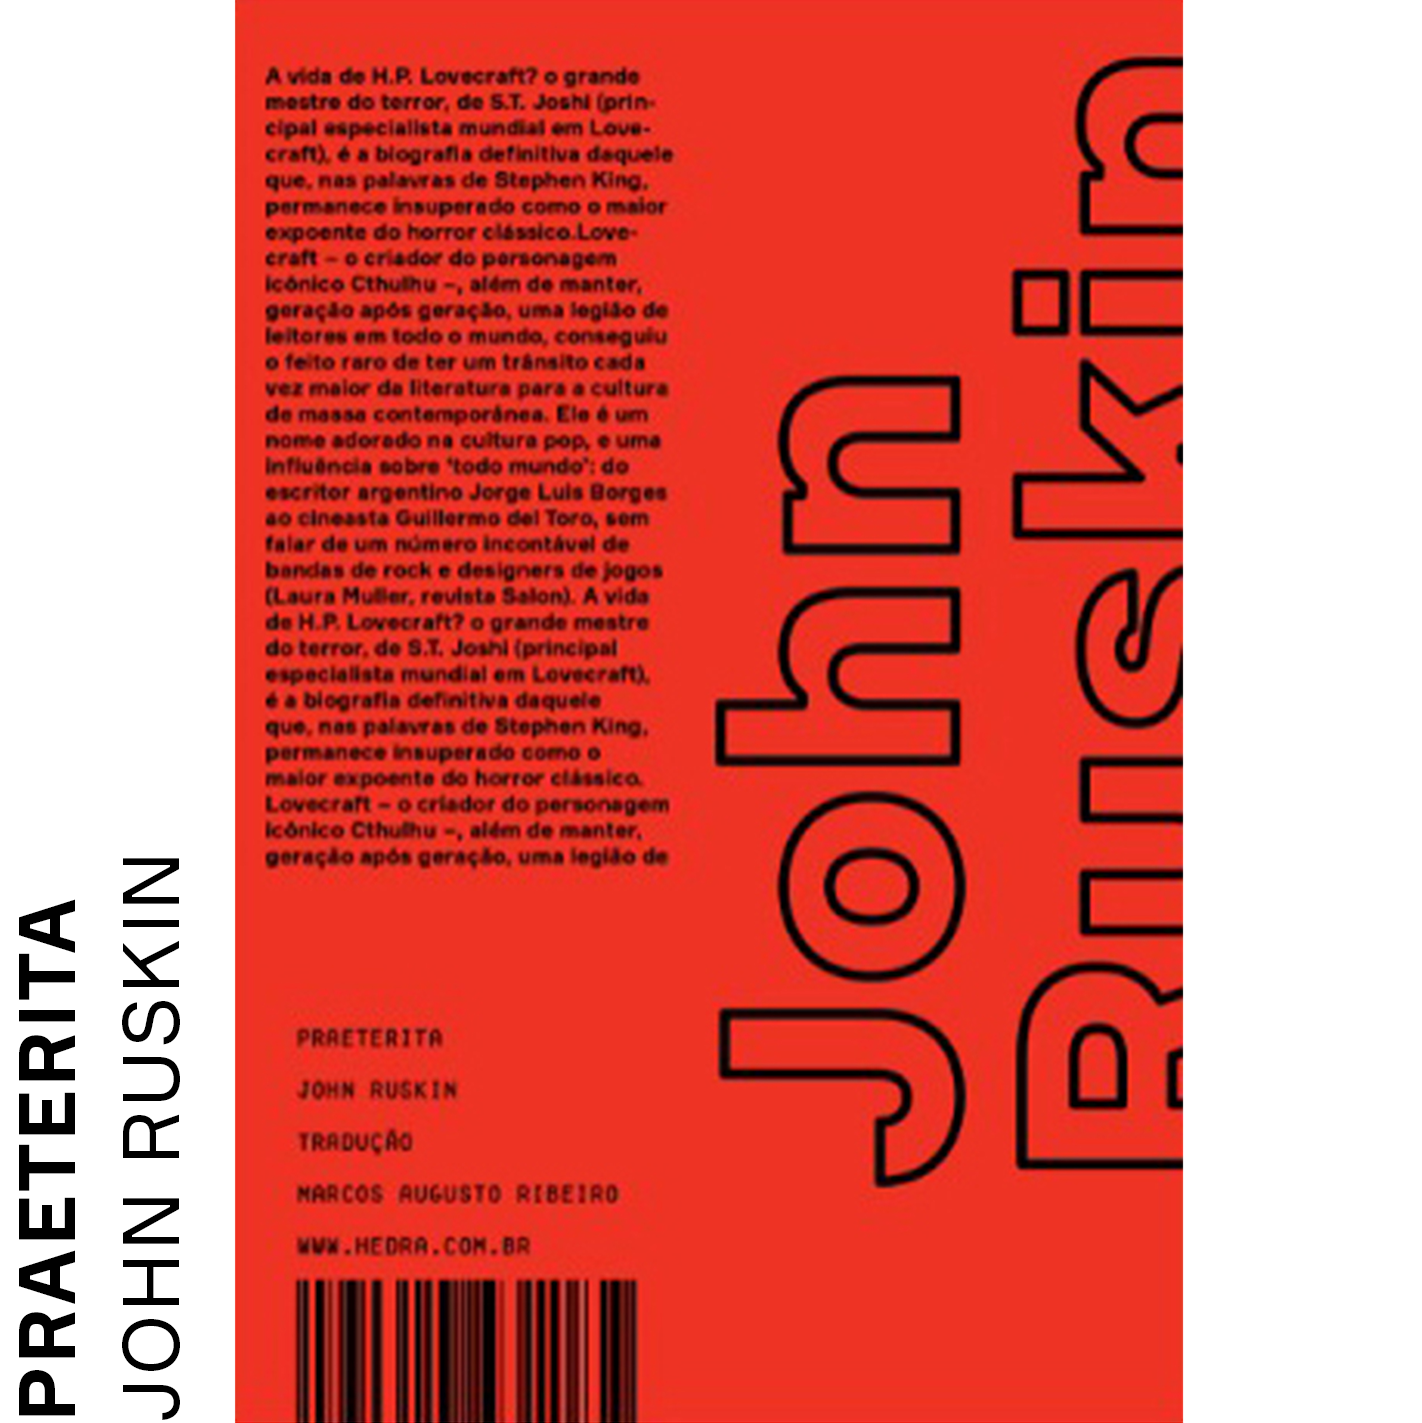 PRAETERITA
JOHN RUSKIN
A vida de H.P. Lovecraft? o grande
mestre do terror, de S.T. Joshi (prin-
cipal especialista mundial em Love-
craft), é a biografia definitiva daquele
que, nas palavras de Stephen King,
permanece insuperado como o maior
expoente do horror clássico.Love-
craft – o criador do personagem
icônico Cthulhu –, além de manter,
geração após geração, uma legião de
leitores em todo o mundo, conseguiu
o feito raro de ter um trânsito cada
vez maior da literatura para a cultura
de massa contemporânea. Ele é um
nome adorado na cultura pop, e uma
influência sobre 'todo mundo': do
escritor argentino Jorge Luis Borges
ao cineasta Guillermo del Toro, sem
falar de um número incontável de
bandas de rock e designers de jogos
(Laura Muller, revista Salon). A vida
de H.P. Lovecraft? o grande mestre
do terror, de S.T. Joshi (principal
especialista mundial em Lovecraft),
é a biografia definitiva daquele
que, nas palavras de Stephen King,
permanece insuperado como o
maior expoente do horror clássico.
Lovecraft – o criador do personagem
icônico Cthulhu –, além de manter,
geração após geração, uma legião de
PRAETERITA
JOHN RUSKIN
TRADUÇÃO
MARCOS AUGUSTO RIBEIRO
WWW.HEDRA.COM.BR
John
Ruskin